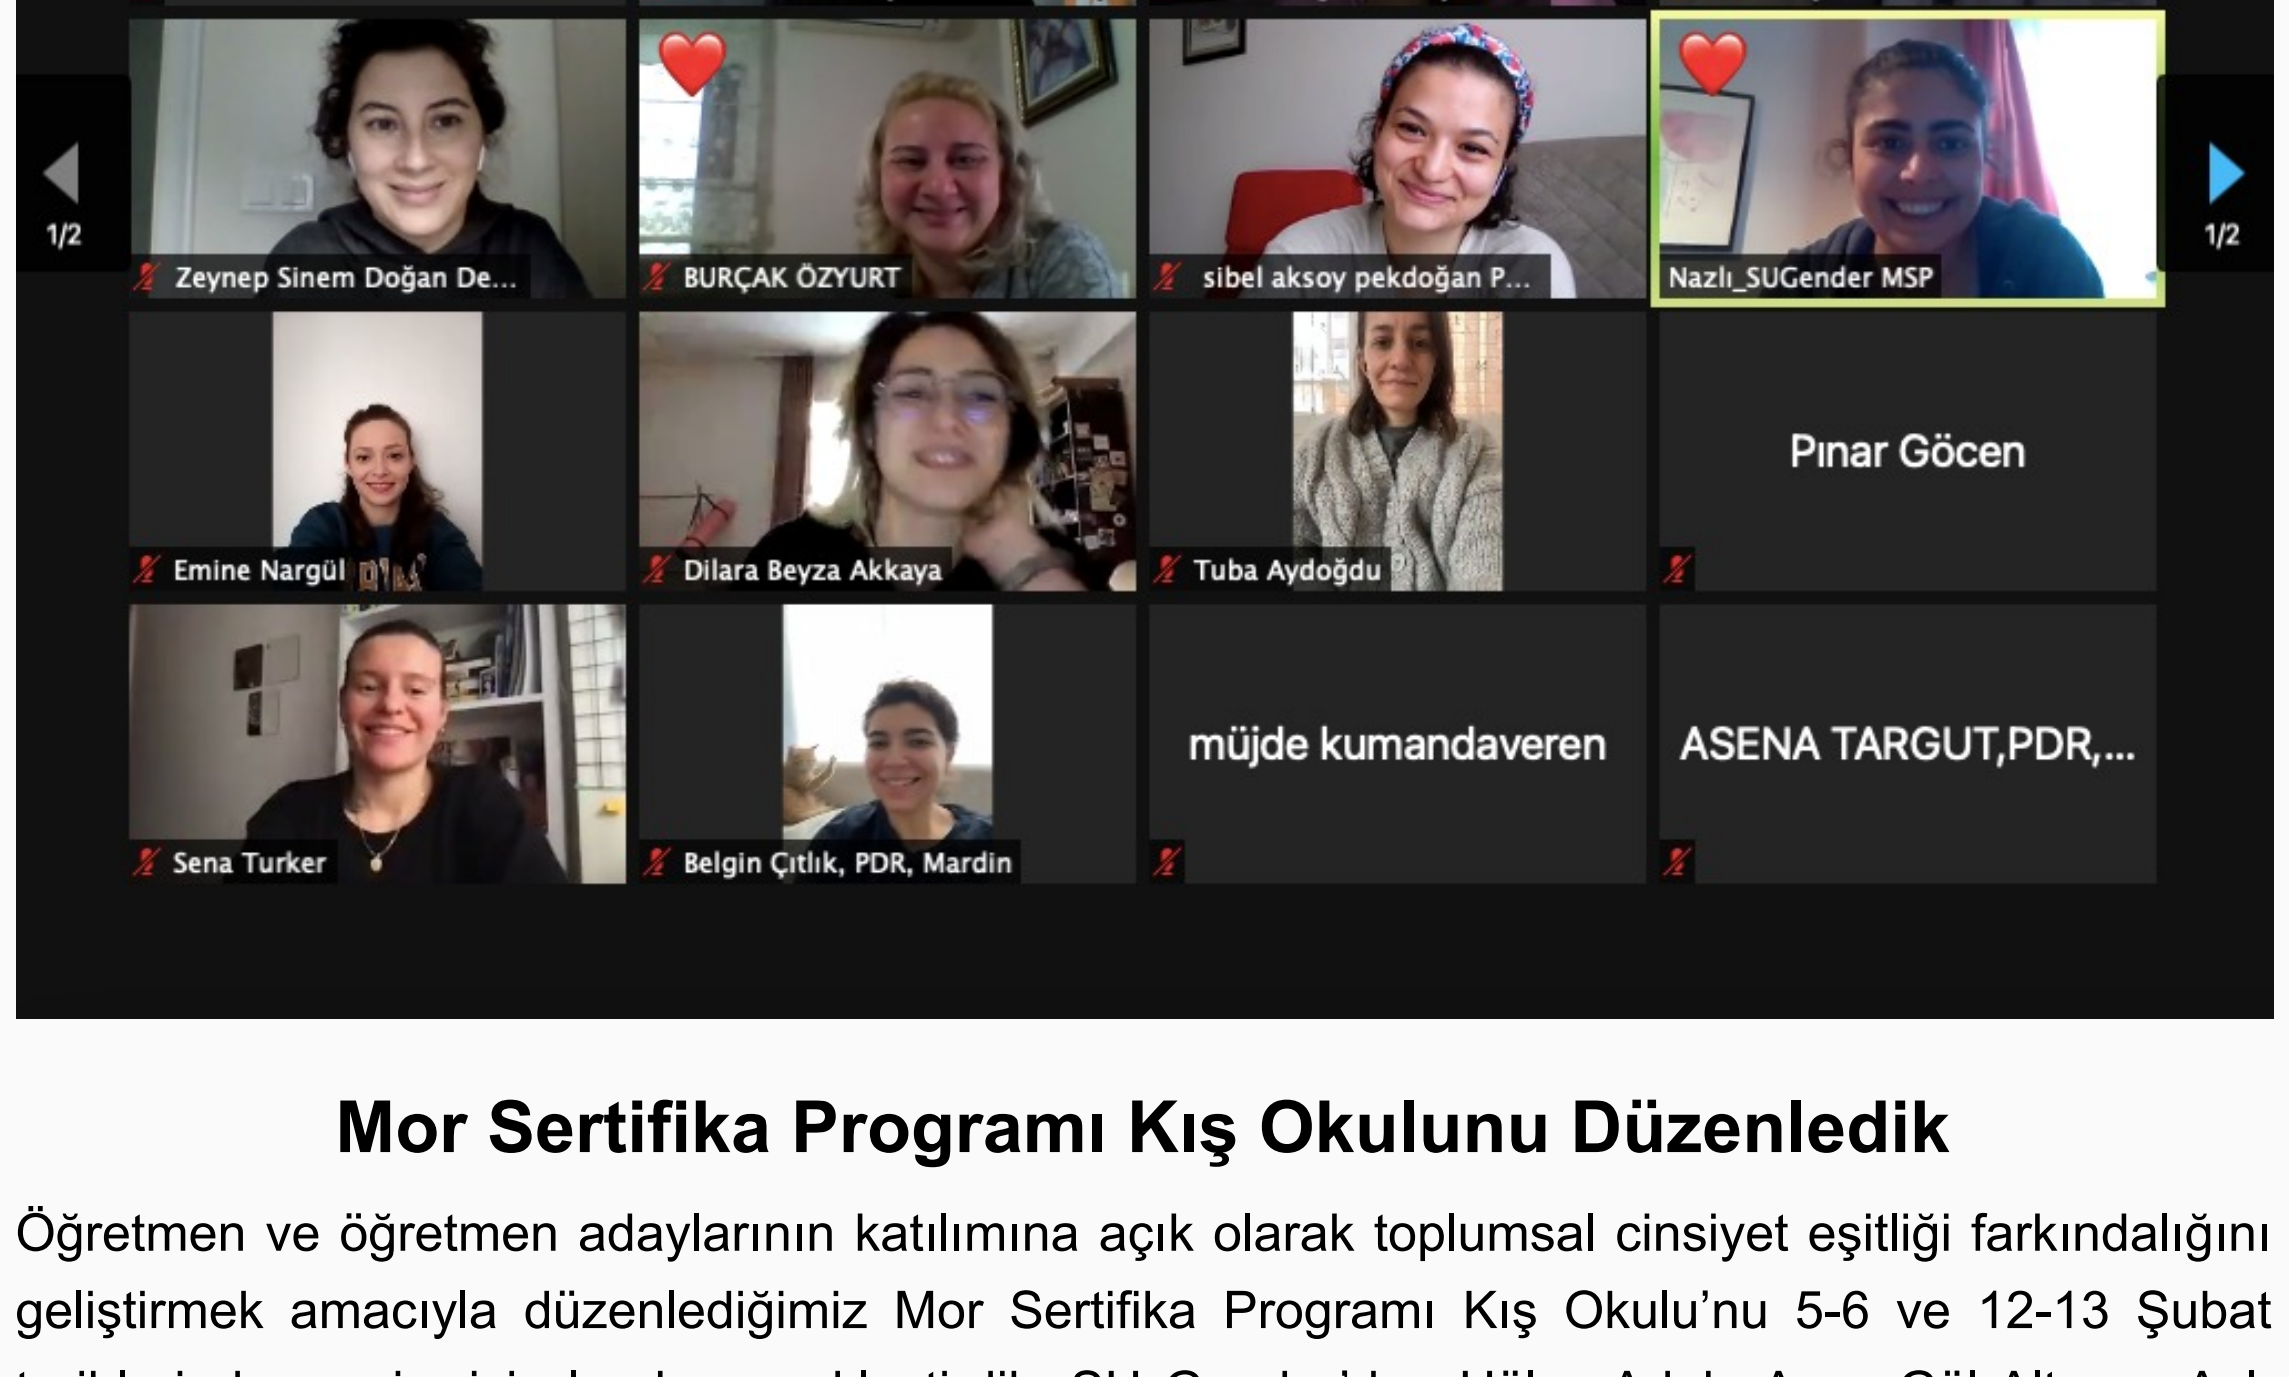 1/2
1/2
Zeynep Sinem Doğan De...
BURÇAK ÖZYURT
sibel aksoy pekdoğan P...
Nazlı_SUGender MSP
Emine Nargül
Dilara Beyza Akkaya
Tuba Aydoğdu
Pınar Göcen
Sena Turker
Belgin Çıtlık, PDR, Mardin
müjde kumandaveren
ASENA TARGUT,PDR,...
Mor Sertifika Programı Kış Okulunu Düzenledik
Öğretmen ve öğretmen adaylarının katılımına açık olarak toplumsal cinsiyet eşitliği farkındalığını
geliştirmek amacıyla düzenlediğimiz Mor Sertifika Programı Kış Okulu’nu 5-6 ve 12-13 Şubat